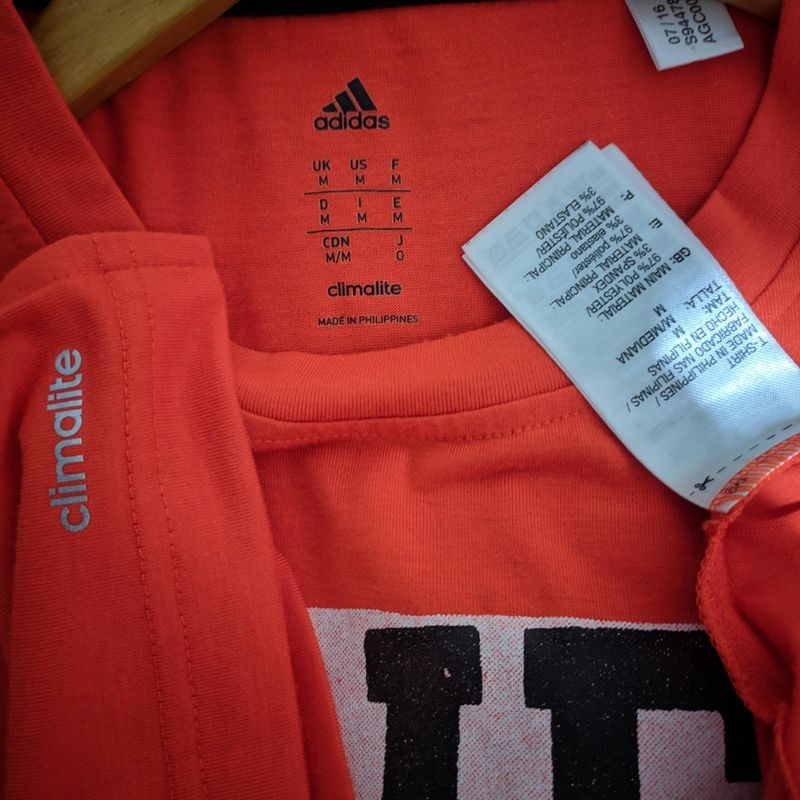 adidas
UK US F
M M M
D I E
M M M
CDN J
M/M O
climalite
MADE IN PHILIPPINES
climalite
07/16
T-SHIRT
MADE IN PHILIPPINES /
FABRICADO NAS FILIPINAS /
HECHO EN FILIPINAS
TAM: M
TALLA: M/MEDIANA
M
GB: MAIN MATERIAL:
97% POLYESTER/
3% SPANDEX
E: MATERIAL PRINCIPAL:
97% poliéster/
3% elastano
P: MATERIAL PRINCIPAL:
97% POLIÉSTER/
3% ELASTANO